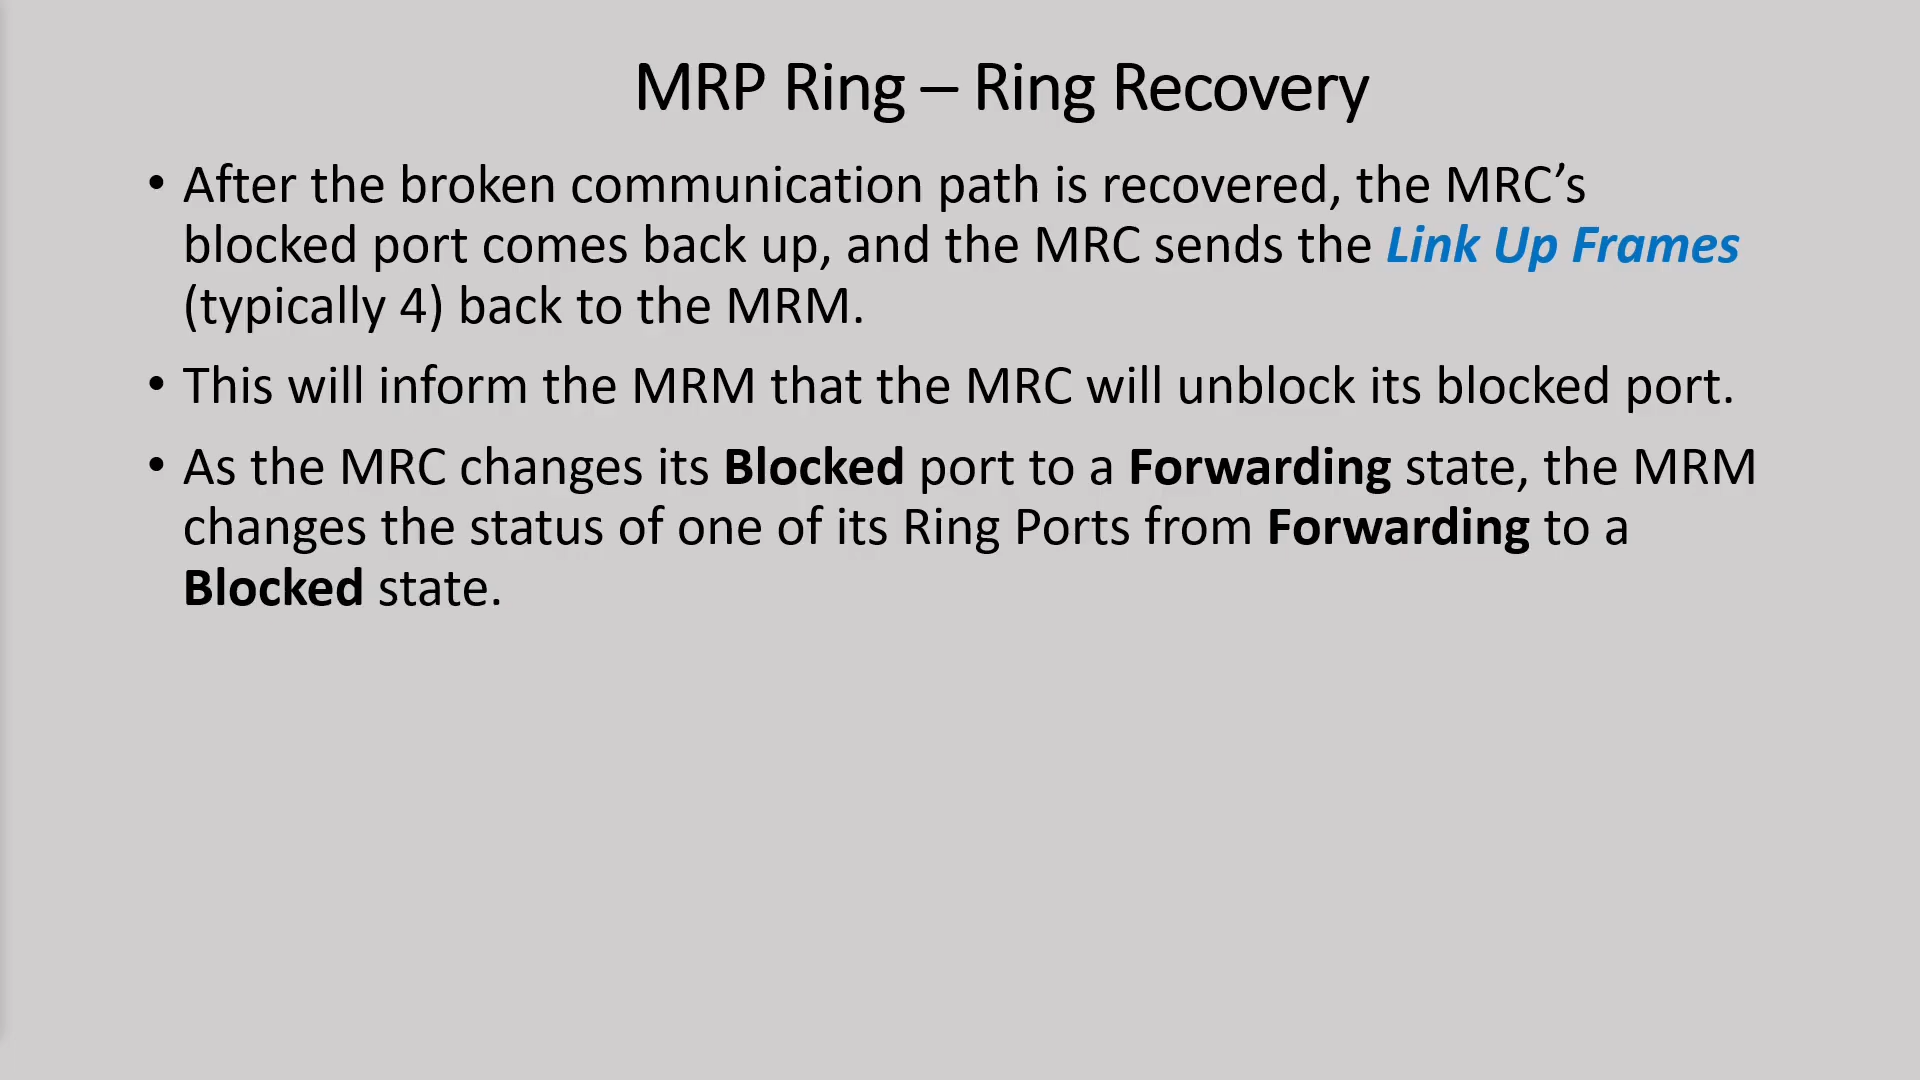 MRP Ring – Ring Recovery
• After the broken communication path is recovered, the MRC’s
blocked port comes back up, and the MRC sends the Link Up Frames
(typically 4) back to the MRM.
• This will inform the MRM that the MRC will unblock its blocked port.
• As the MRC changes its Blocked port to a Forwarding state, the MRM
changes the status of one of its Ring Ports from Forwarding to a
Blocked state.